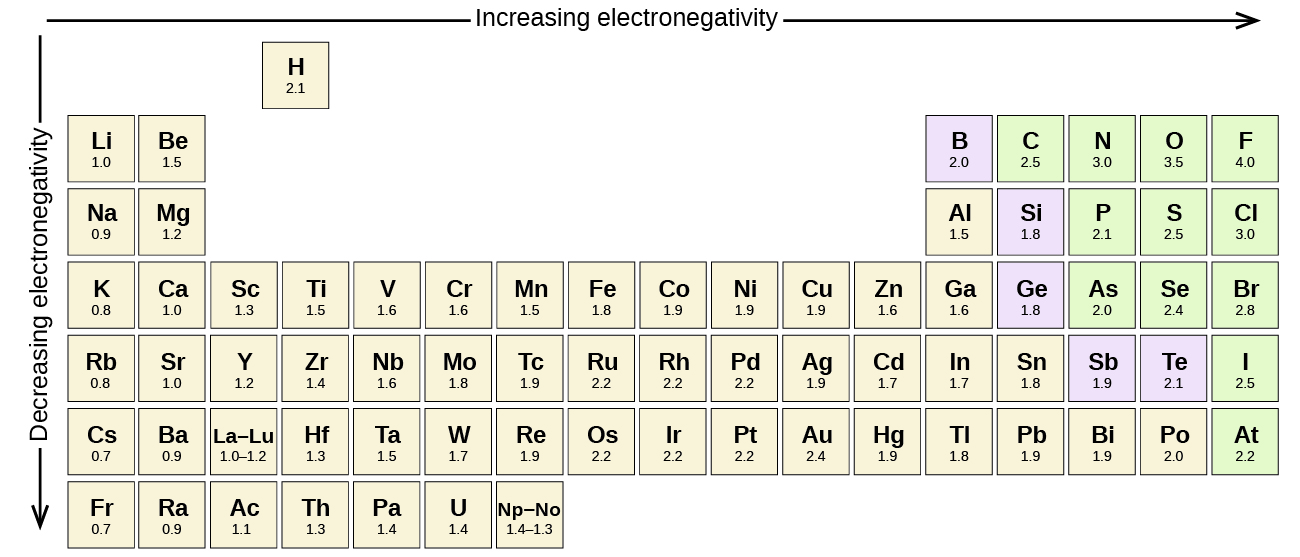 Increasing electronegativity
Decreasing electronegativity
H
2.1
Li Be B C N O F
1.0 1.5 2.0 2.5 3.0 3.5 4.0
Na Mg Al Si P S Cl
0.9 1.2 1.5 1.8 2.1 2.5 3.0
K Ca Sc Ti V Cr Mn Fe Co Ni Cu Zn Ga Ge As Se Br
0.8 1.0 1.3 1.5 1.6 1.6 1.5 1.8 1.9 1.9 1.9 1.6 1.6 1.8 2.0 2.4 2.8
Rb Sr Y Zr Nb Mo Tc Ru Rh Pd Ag Cd In Sn Sb Te I
0.8 1.0 1.2 1.4 1.6 1.8 1.9 2.2 2.2 2.2 1.9 1.7 1.7 1.8 1.9 2.1 2.5
Cs Ba La–Lu Hf Ta W Re Os Ir Pt Au Hg Tl Pb Bi Po At
0.7 0.9 1.0–1.2 1.3 1.5 1.7 1.9 2.2 2.2 2.2 2.4 1.9 1.8 1.9 1.9 2.0 2.2
Fr Ra Ac Th Pa U Np–No
0.7 0.9 1.1 1.3 1.4 1.4 1.4–1.3